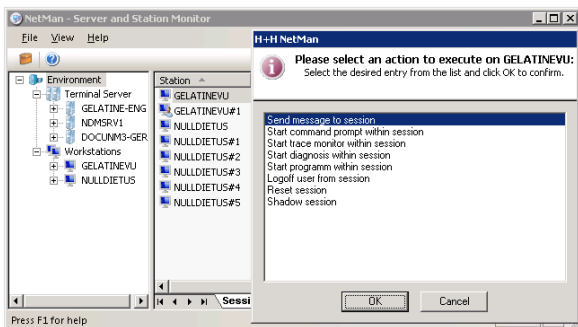 NetMan - Server and Station Monitor
File View Help
H+H NetMan
Please select an action to execute on GELATINEVU:
Select the desired entry from the list and click OK to confirm.
Environment
Terminal Server
GELATINE-ENG
NDMSRV1
DOCUNM3-GER
Workstations
GELATINEVU
NULLDIETUS
Station
GELATINEVU
GELATINEVU#1
NULLDIETUS
NULLDIETUS#1
NULLDIETUS#2
NULLDIETUS#3
NULLDIETUS#4
NULLDIETUS#5
Send message to session
Start command prompt within session
Start trace monitor within session
Start diagnosis within session
Start programm within session
Logoff user from session
Reset session
Shadow session
Sessi
OK Cancel
Press F1 for help